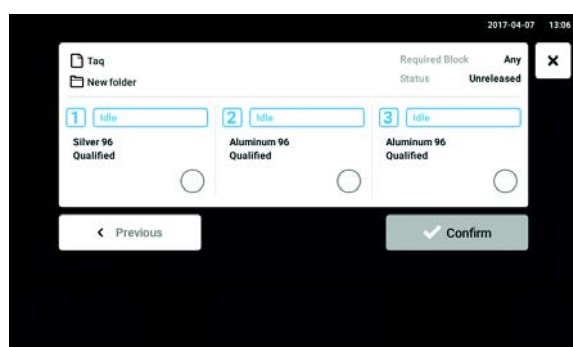 2017-04-07 13:06
Taq
Required Block Any
New folder
Status Unreleased
1 Idle
2 Idle
3 Idle
Silver 96
Qualified
Aluminum 96
Qualified
Aluminum 96
Qualified
Previous
Confirm